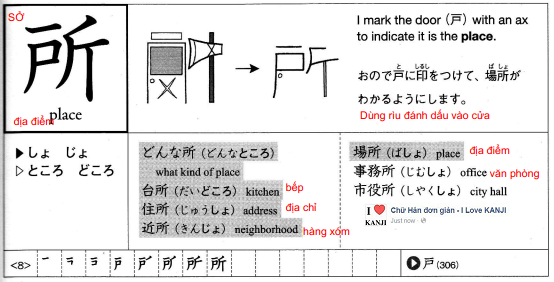 SỞ
所
địa điểm
place
I mark the door (戸) with an ax
to indicate it is the place.
おので戸に印をつけて、場所が
と しるし ば しょ
わかるようにします。
Dùng rìu đánh dấu vào cửa
▶しょ じょ
▷ところ どころ
どんな所（どんなところ）
what kind of place
台所（だいどころ） kitchen bếp
住所（じゅうしょ） address địa chỉ
近所（きんじょ） neighborhood hàng xóm
場所（ばしょ） place địa điểm
事務所（じむしょ） office văn phòng
市役所（しやくしょ） city hall
I ❤ KANJI
Chữ Hán đơn giản - I Love KANJI
Just now
<8>
所
戸 (306)